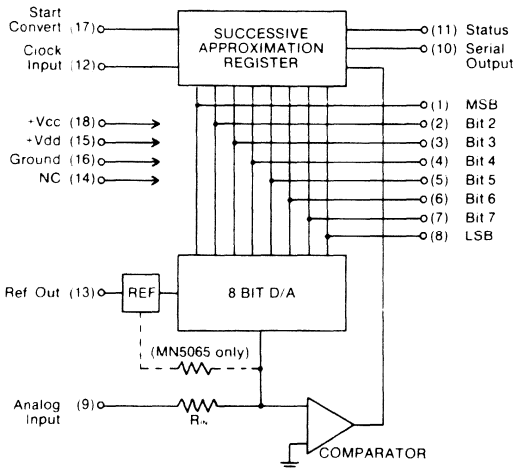 Start
Convert (17)
Clock
Input (12)
SUCCESSIVE
APPROXIMATION
REGISTER
(11) Status
(10) Serial
Output
(1) MSB
(2) Bit 2
(3) Bit 3
(4) Bit 4
(5) Bit 5
(6) Bit 6
(7) Bit 7
(8) LSB
+Vcc (18)
+Vdd (15)
Ground (16)
NC (14)
Ref Out (13)
REF
8 BIT D/A
(MN5065 only)
Analog (9)
Input
RIN
COMPARATOR